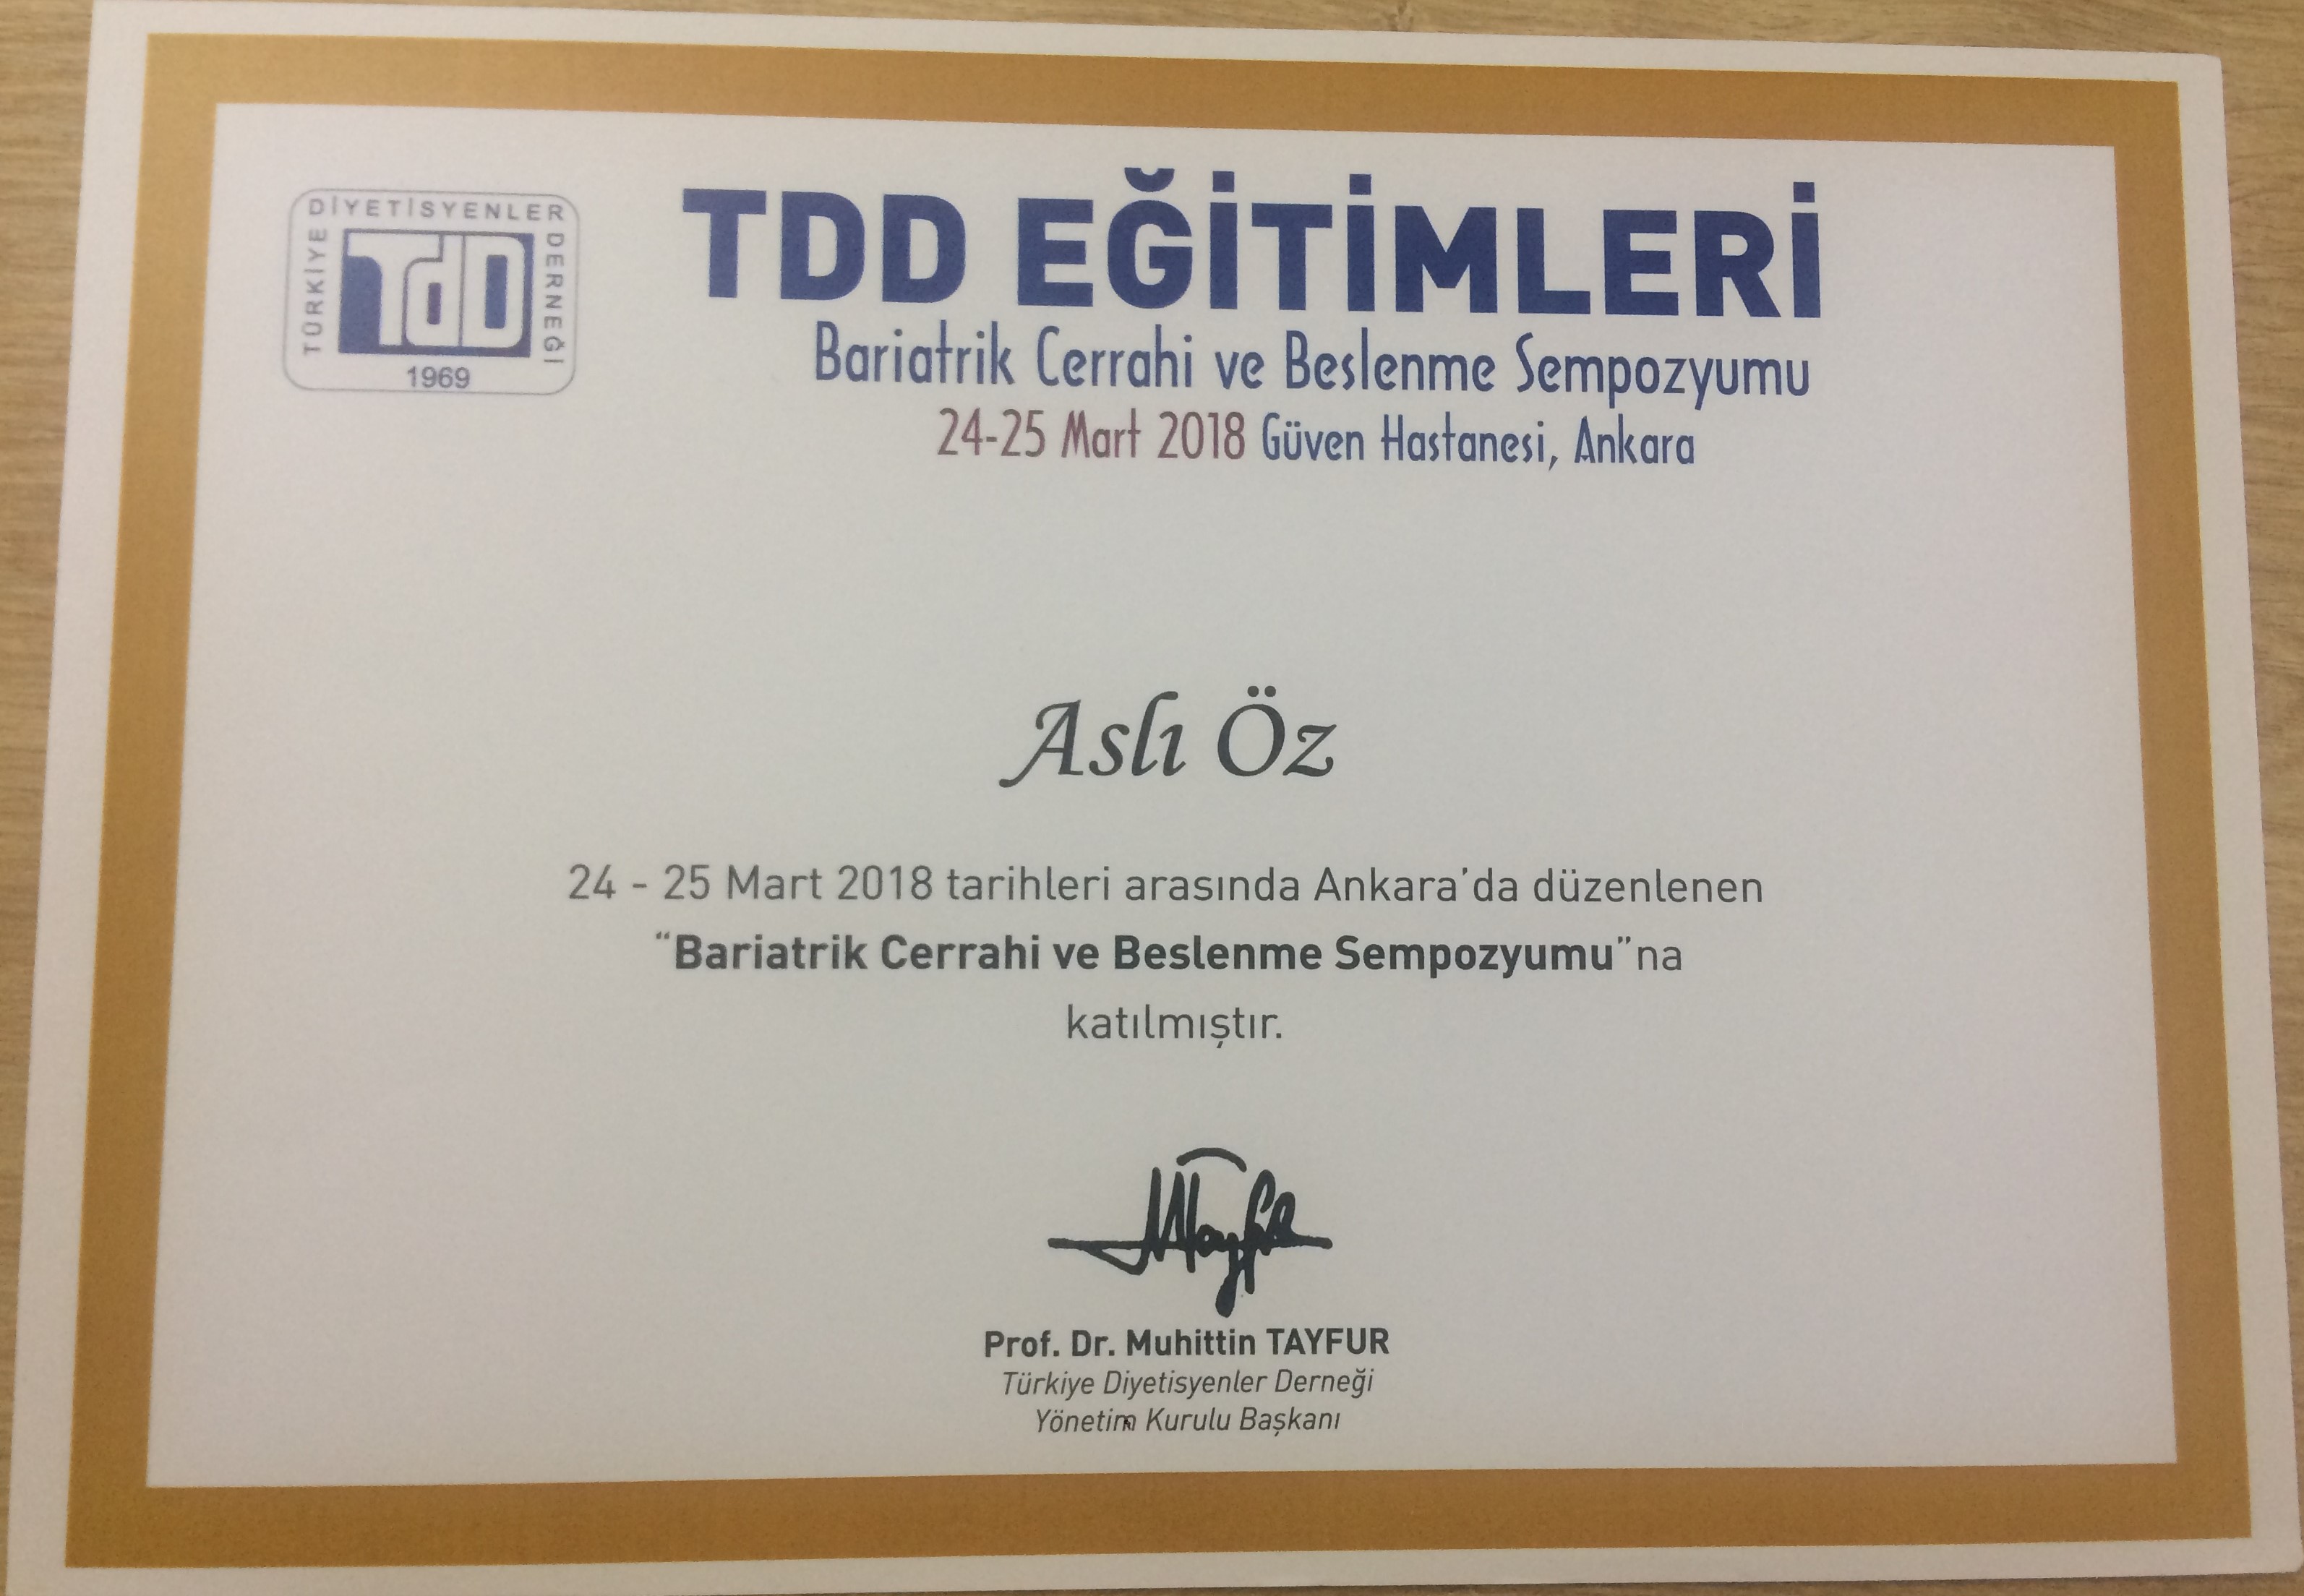 TÜRKİYE DİYETİSYENLER DERNEĞİ
TdD
1969
TDD EĞİTİMLERİ
Bariatrik Cerrahi ve Beslenme Sempozyumu
24-25 Mart 2018 Güven Hastanesi, Ankara
Aslı Öz
24 - 25 Mart 2018 tarihleri arasında Ankara'da düzenlenen
“Bariatrik Cerrahi ve Beslenme Sempozyumu”na
katılmıştır.
Prof. Dr. Muhittin TAYFUR
Türkiye Diyetisyenler Derneği
Yönetim Kurulu Başkanı